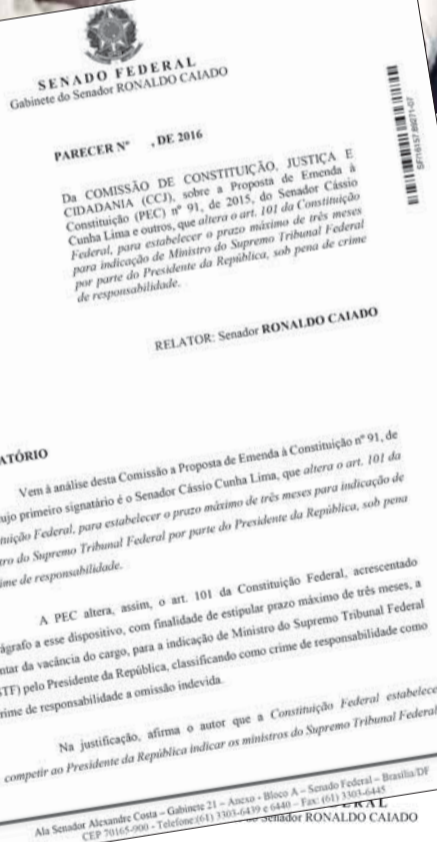 SENADO FEDERAL
Gabinete do Senador RONALDO CAIADO
PARECER Nº , DE 2016
Da COMISSÃO DE CONSTITUIÇÃO, JUSTIÇA E
CIDADANIA (CCJ), sobre a Proposta de Emenda à
Constituição (PEC) nº 91, de 2015, do Senador Cássio
Cunha Lima e outros, que altera o art. 101 da Constituição
Federal, para estabelecer o prazo máximo de três meses
para indicação de Ministro do Supremo Tribunal Federal
por parte do Presidente da República, sob pena de crime
de responsabilidade.
RELATOR: Senador RONALDO CAIADO
ATÓRIO
Vem à análise desta Comissão a Proposta de Emenda à Constituição nº 91, de
ujo primeiro signatário é o Senador Cássio Cunha Lima, que altera o art. 101 da
tuição Federal, para estabelecer o prazo máximo de três meses para indicação de
tro do Supremo Tribunal Federal por parte do Presidente da República, sob pena
ime de responsabilidade.
A PEC altera, assim, o art. 101 da Constituição Federal, acrescentado
ágrafo a esse dispositivo, com finalidade de estipular prazo máximo de três meses, a
ntar da vacância do cargo, para a indicação de Ministro do Supremo Tribunal Federal
STF) pelo Presidente da República, classificando como crime de responsabilidade como
rime de responsabilidade a omissão indevida.
Na justificação, afirma o autor que a Constituição Federal estabelece
competir ao Presidente da República indicar os ministros do Supremo Tribunal Federal
Ala Senador Alexandre Costa – Gabinete 21 – Anexo - Bloco A – Senado Federal – Brasília/DF
CEP 70165-900 - Telefone:(61) 3303-6439 e 6440 – Fax: (61) 3303-6445
ERAL
Senador RONALDO CAIADO